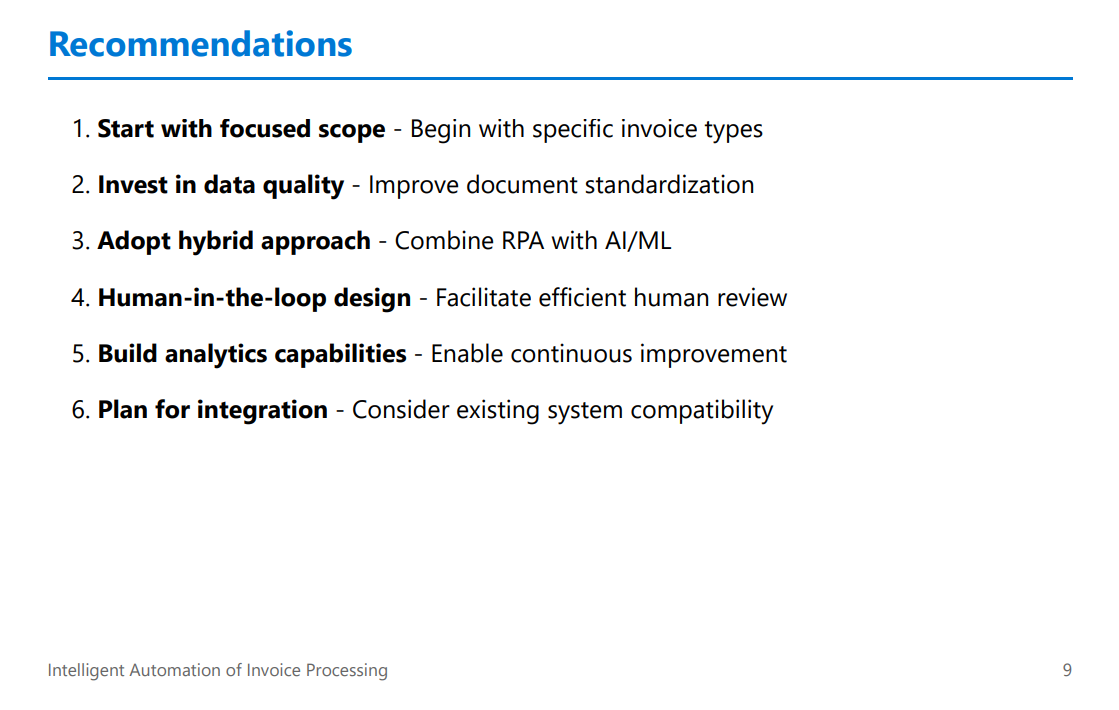 Recommendations
1. Start with focused scope - Begin with specific invoice types
2. Invest in data quality - Improve document standardization
3. Adopt hybrid approach - Combine RPA with AI/ML
4. Human-in-the-loop design - Facilitate efficient human review
5. Build analytics capabilities - Enable continuous improvement
6. Plan for integration - Consider existing system compatibility
Intelligent Automation of Invoice Processing
9